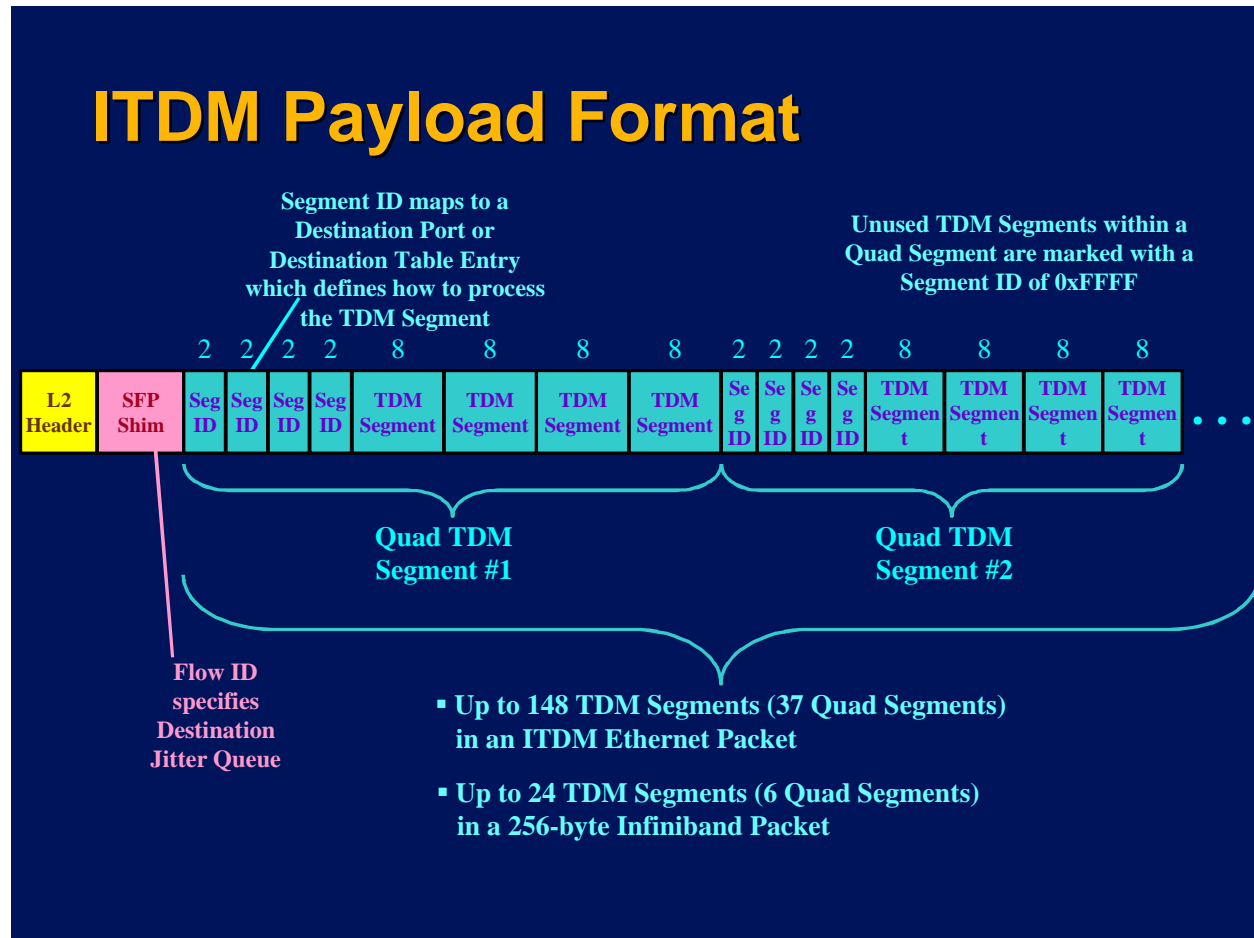 ITDM Payload Format
Segment ID maps to a
Destination Port or
Destination Table Entry
which defines how to process
the TDM Segment
Unused TDM Segments within a
Quad Segment are marked with a
Segment ID of 0xFFFF
2 2 2 2 8 8 8 8 2 2 2 2 8 8 8 8
L2
Header
SFP
Shim
Seg
ID
Seg
ID
Seg
ID
Seg
ID
TDM
Segment
TDM
Segment
TDM
Segment
TDM
Segment
Se
g
ID
Se
g
ID
Se
g
ID
Se
g
ID
TDM
Segmen
t
TDM
Segmen
t
TDM
Segmen
t
TDM
Segmen
t
. . .
Quad TDM
Segment #1
Quad TDM
Segment #2
Flow ID
specifies
Destination
Jitter Queue
▪ Up to 148 TDM Segments (37 Quad Segments)
in an ITDM Ethernet Packet
▪ Up to 24 TDM Segments (6 Quad Segments)
in a 256-byte Infiniband Packet